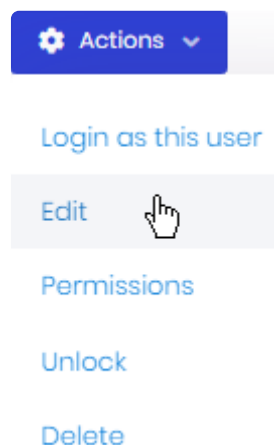 Actions
Login as this user
Edit
Permissions
Unlock
Delete